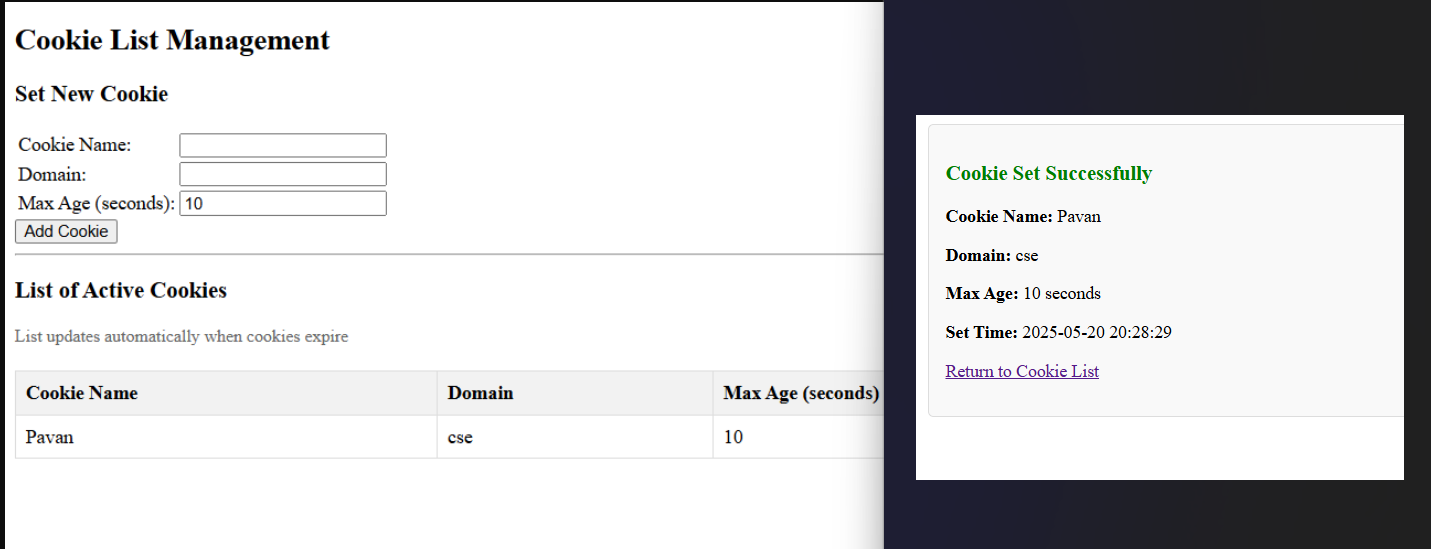 Cookie List Management
Set New Cookie
Cookie Name:
Domain:
Max Age (seconds): 10
Add Cookie
List of Active Cookies
List updates automatically when cookies expire
Cookie Name Domain Max Age (seconds)
Pavan cse 10
Cookie Set Successfully
Cookie Name: Pavan
Domain: cse
Max Age: 10 seconds
Set Time: 2025-05-20 20:28:29
Return to Cookie List